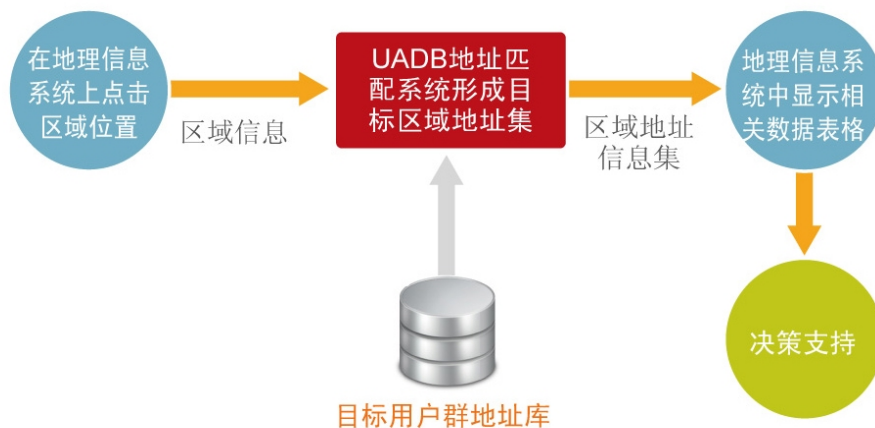 在地理信息
系统上点击
区域位置
区域信息
UADB地址匹
配系统形成目
标区域地址集
区域地址
信息集
地理信息系
统中显示相
关数据表格
决策支持
目标用户群地址库